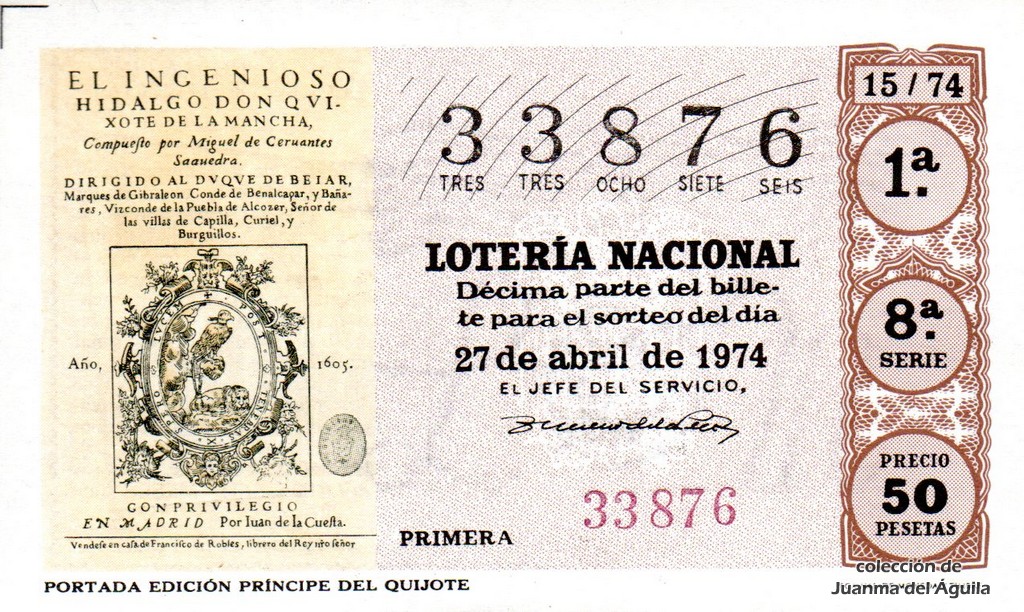 EL INGENIOSO
HIDALGO DON QVI-
XOTE DE LA MANCHA,
Compuesto por Miguel de Ceruantes
Saauedra.
DIRIGIDO AL DVQVE DE BEIAR,
Marques de Gibraleon Conde de Benalcaçar, y Baña-
res, Vizconde de la Puebla de Alcozer, Señor de
las villas de Capilla, Curiel, y
Burguillos.
Año, 1605.
CON PRIVILEGIO
EN MADRID Por Iuan de la Cuesta.
Vendese en casa de Francisco de Robles, librero del Rey nro señor
PORTADA EDICIÓN PRÍNCIPE DEL QUIJOTE
3 3 8 7 6
TRES TRES OCHO SIETE SEIS
LOTERÍA NACIONAL
Décima parte del bille-
te para el sorteo del día
27 de abril de 1974
EL JEFE DEL SERVICIO,
33876
PRIMERA
15 / 74
1.ª
8.ª
SERIE
PRECIO
50
PESETAS
colección de
Juanma del Águila